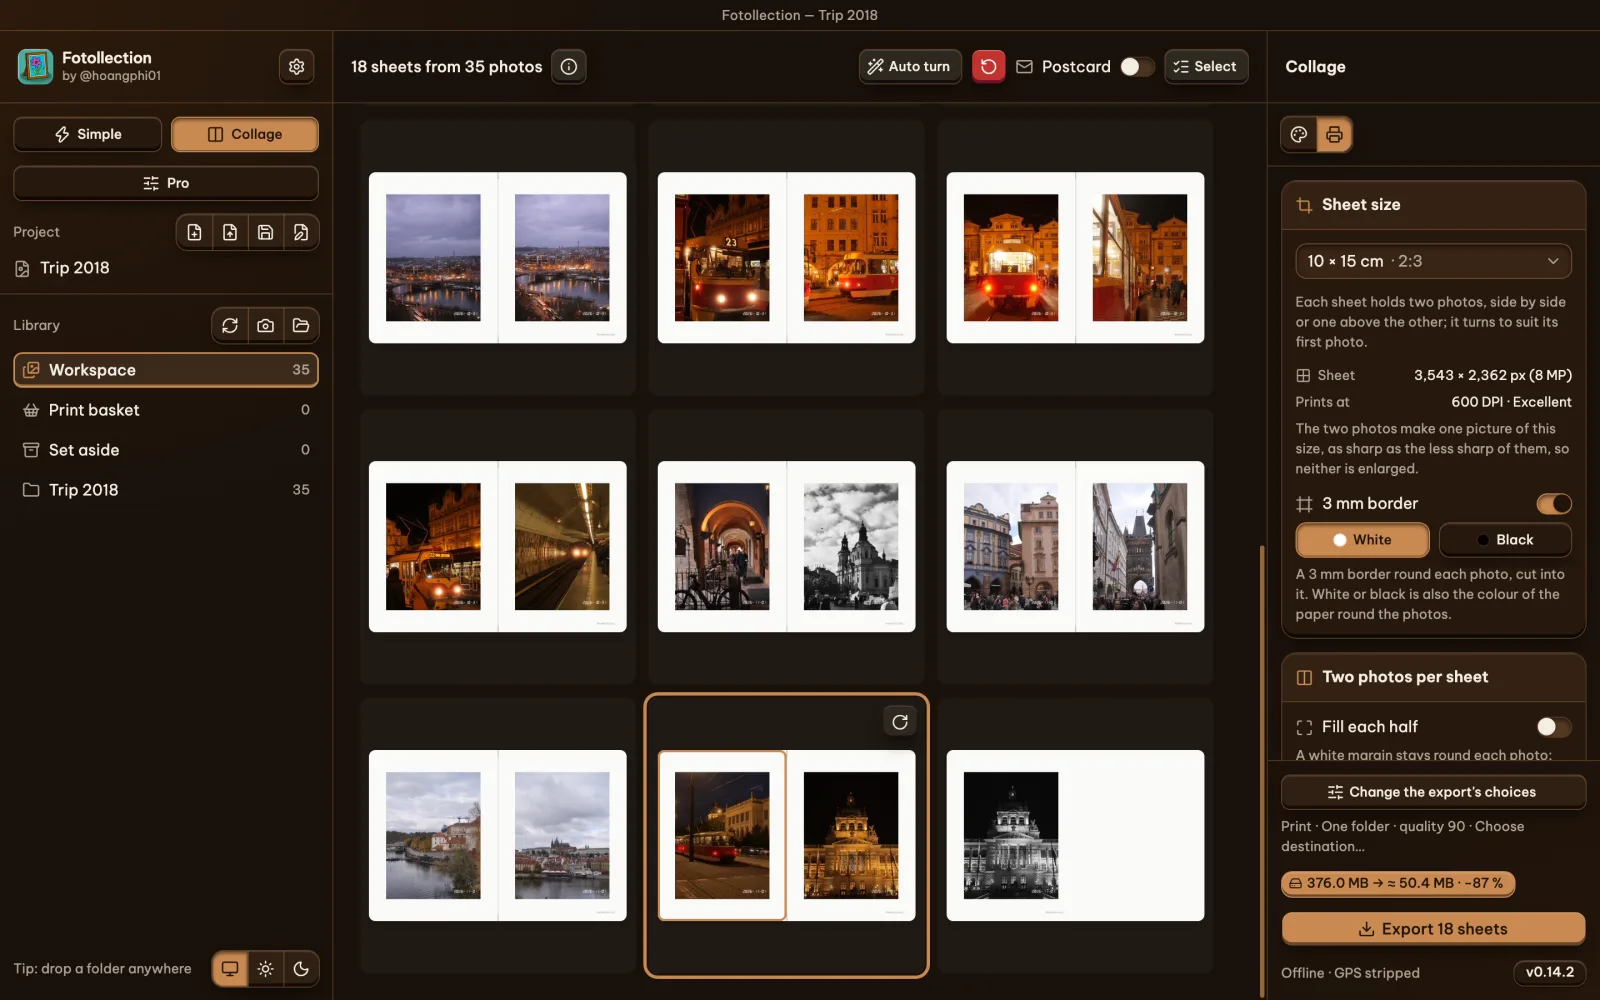 Fotollection — Trip 2018
Fotollection
by @hoangphi01
Simple
Collage
Pro
Project
Trip 2018
Library
Workspace 35
Print basket 0
Set aside 0
Trip 2018 35
Tip: drop a folder anywhere
18 sheets from 35 photos
Auto turn
Postcard
Select
23
Collage
Sheet size
10 × 15 cm · 2:3
Each sheet holds two photos, side by side
or one above the other; it turns to suit its
first photo.
Sheet 3,543 × 2,362 px (8 MP)
Prints at 600 DPI · Excellent
The two photos make one picture of this
size, as sharp as the less sharp of them, so
neither is enlarged.
3 mm border
White
Black
A 3 mm border round each photo, cut into
it. White or black is also the colour of the
paper round the photos.
Two photos per sheet
Fill each half
A white margin stays round each photo;
Change the export's choices
Print · One folder · quality 90 · Choose
destination…
376.0 MB → ≈ 50.4 MB · −87 %
Export 18 sheets
Offline · GPS stripped
v0.14.2